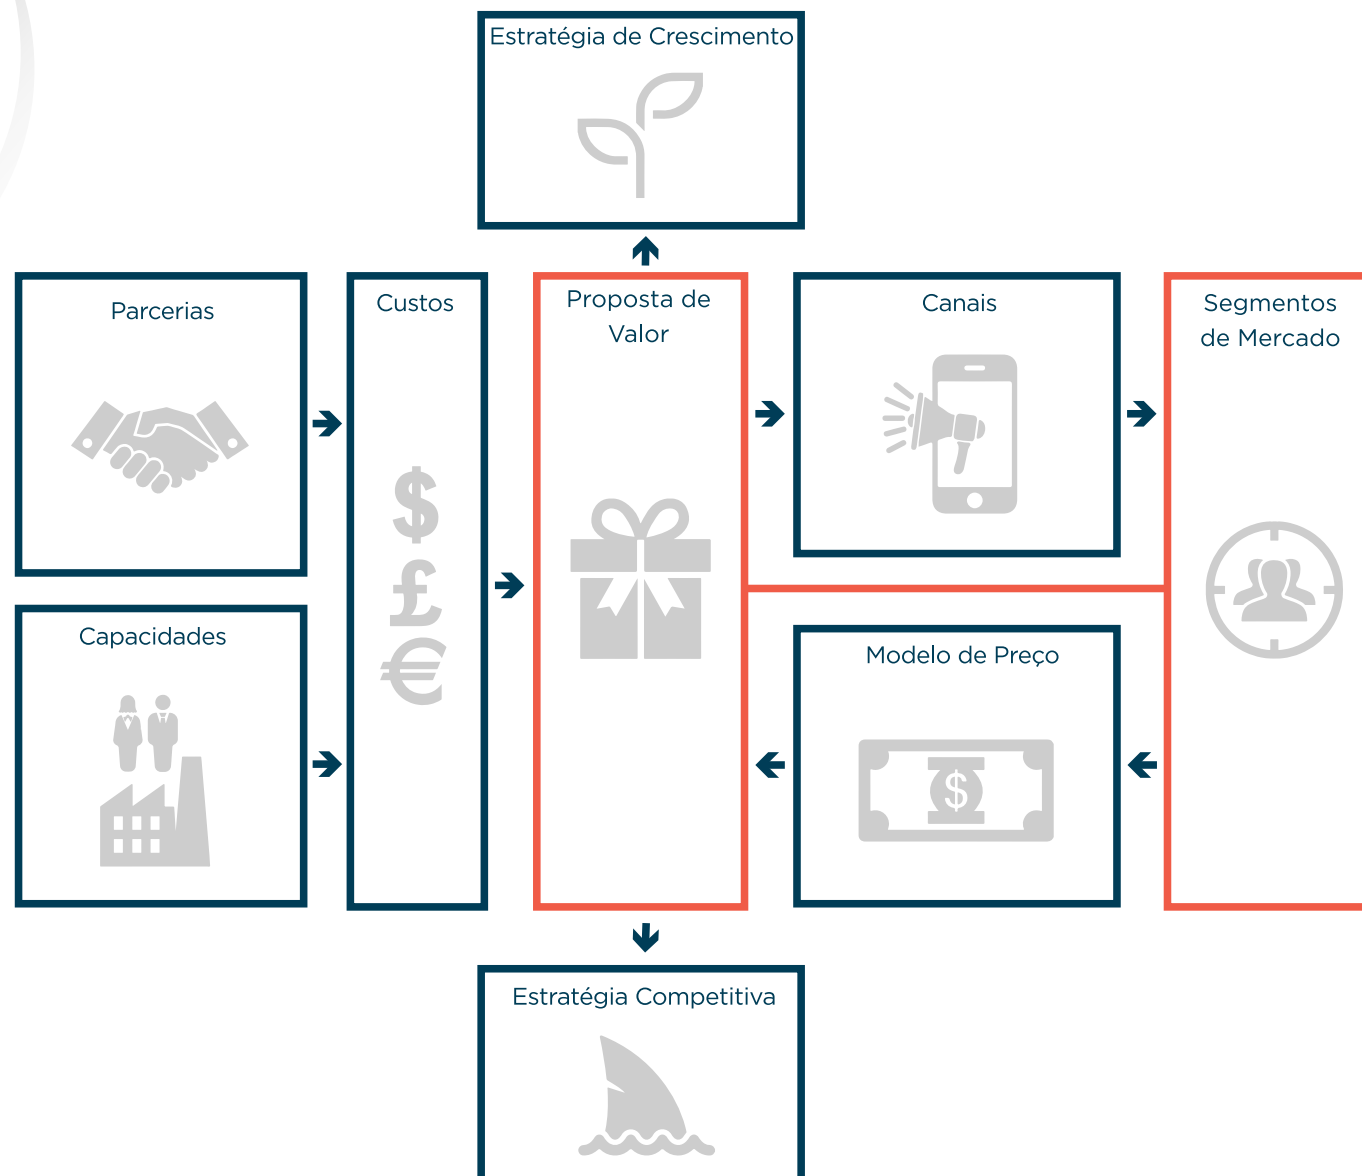 Estratégia de Crescimento
Parcerias
Custos
Proposta de
Valor
Canais
Segmentos
de Mercado
$
£
€
Capacidades
Modelo de Preço
$
Estratégia Competitiva